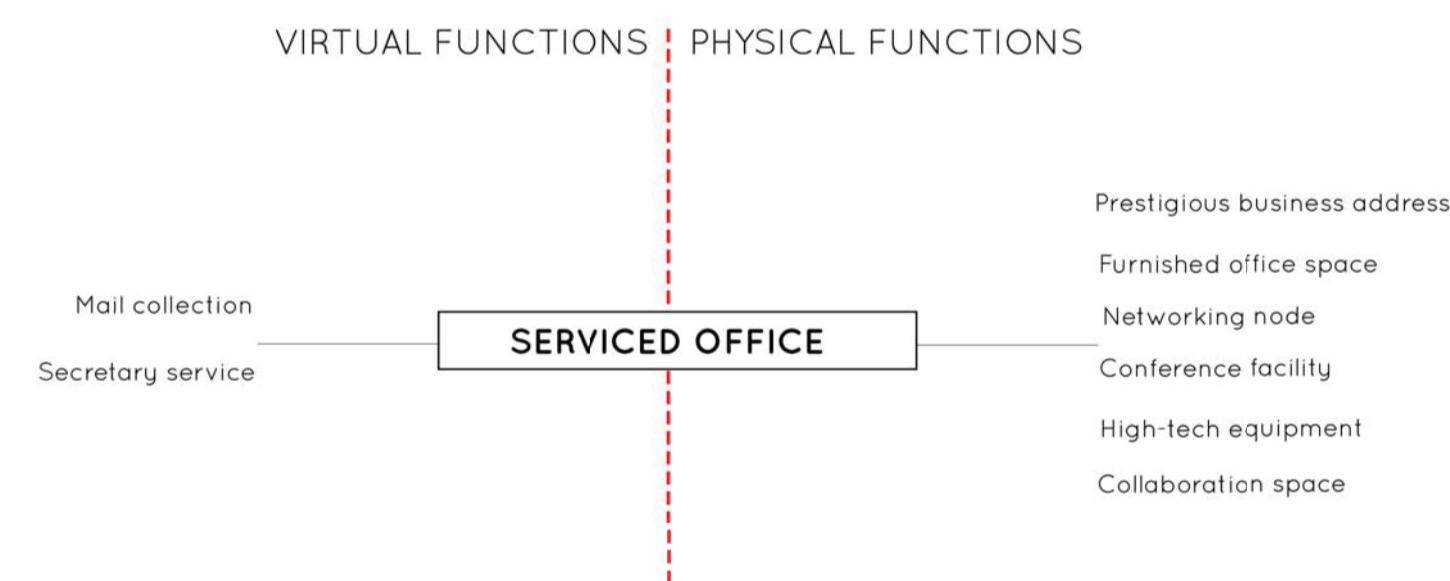 VIRTUAL FUNCTIONS
PHYSICAL FUNCTIONS
Mail collection
Secretary service
SERVICED OFFICE
Prestigious business address
Furnished office space
Networking node
Conference facility
High-tech equipment
Collaboration space